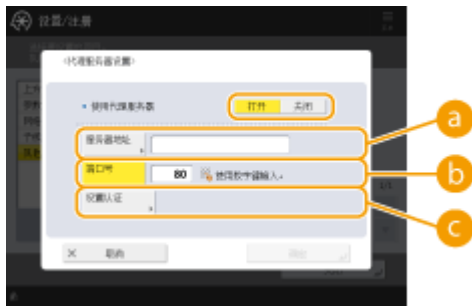 设置/注册
<代理服务器设置>
使用代理服务器
打开 关闭
服务器地址
a
端口号 80 使用数字键输入。
b
设置认证
c
× 取消
1/1